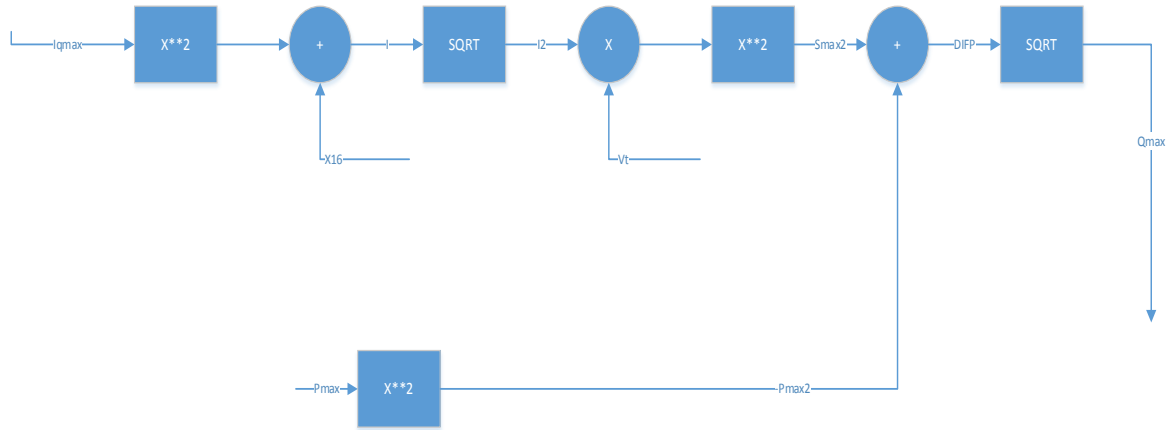 Iqmax
X**2
+
I
SQRT
I2
X
X**2
Smax2
+
DIFP
SQRT
Qmax
X16
Vt
Pmax
X**2
-Pmax2